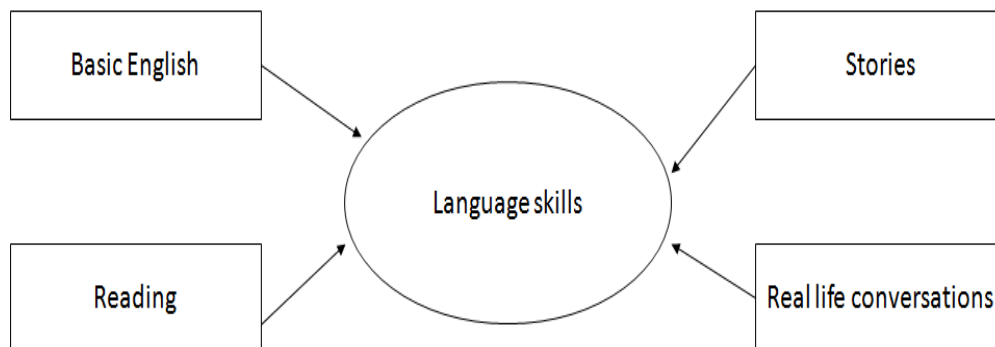 Basic English
Stories
Language skills
Reading
Real life conversations